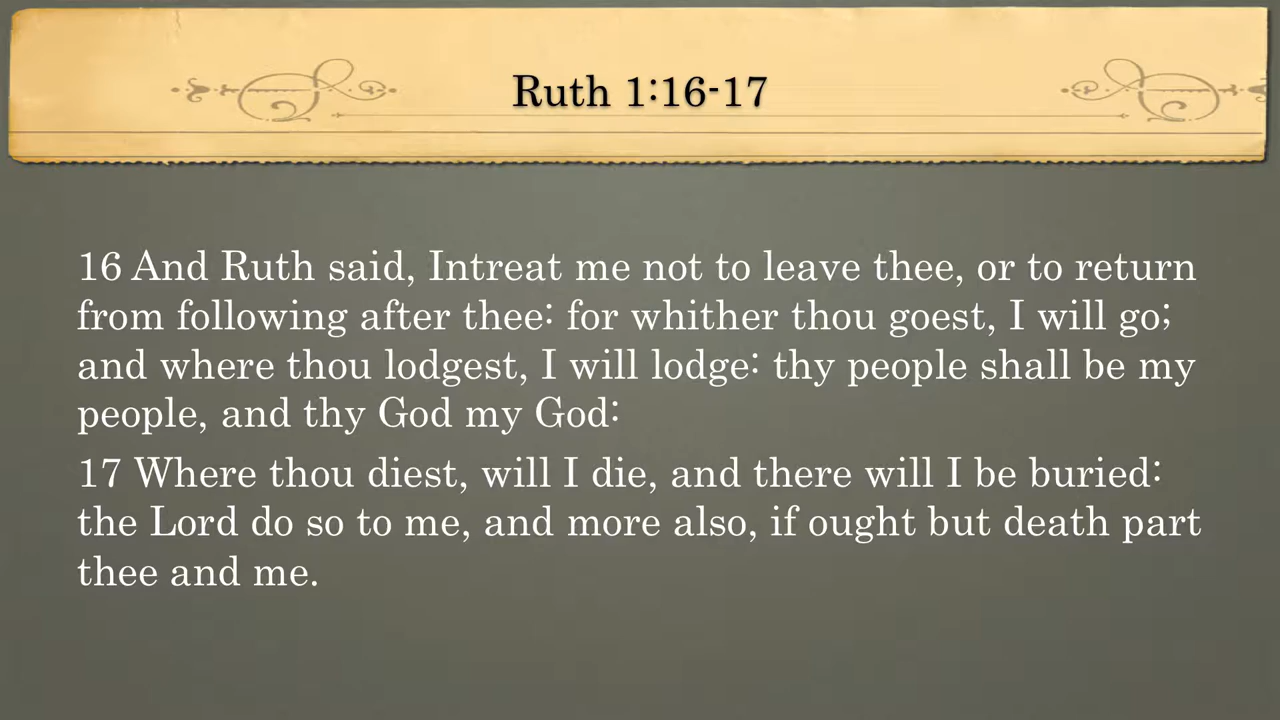 Ruth 1:16-17
16 And Ruth said, Intreat me not to leave thee, or to return
from following after thee: for whither thou goest, I will go;
and where thou lodgest, I will lodge: thy people shall be my
people, and thy God my God:
17 Where thou diest, will I die, and there will I be buried:
the Lord do so to me, and more also, if ought but death part
thee and me.